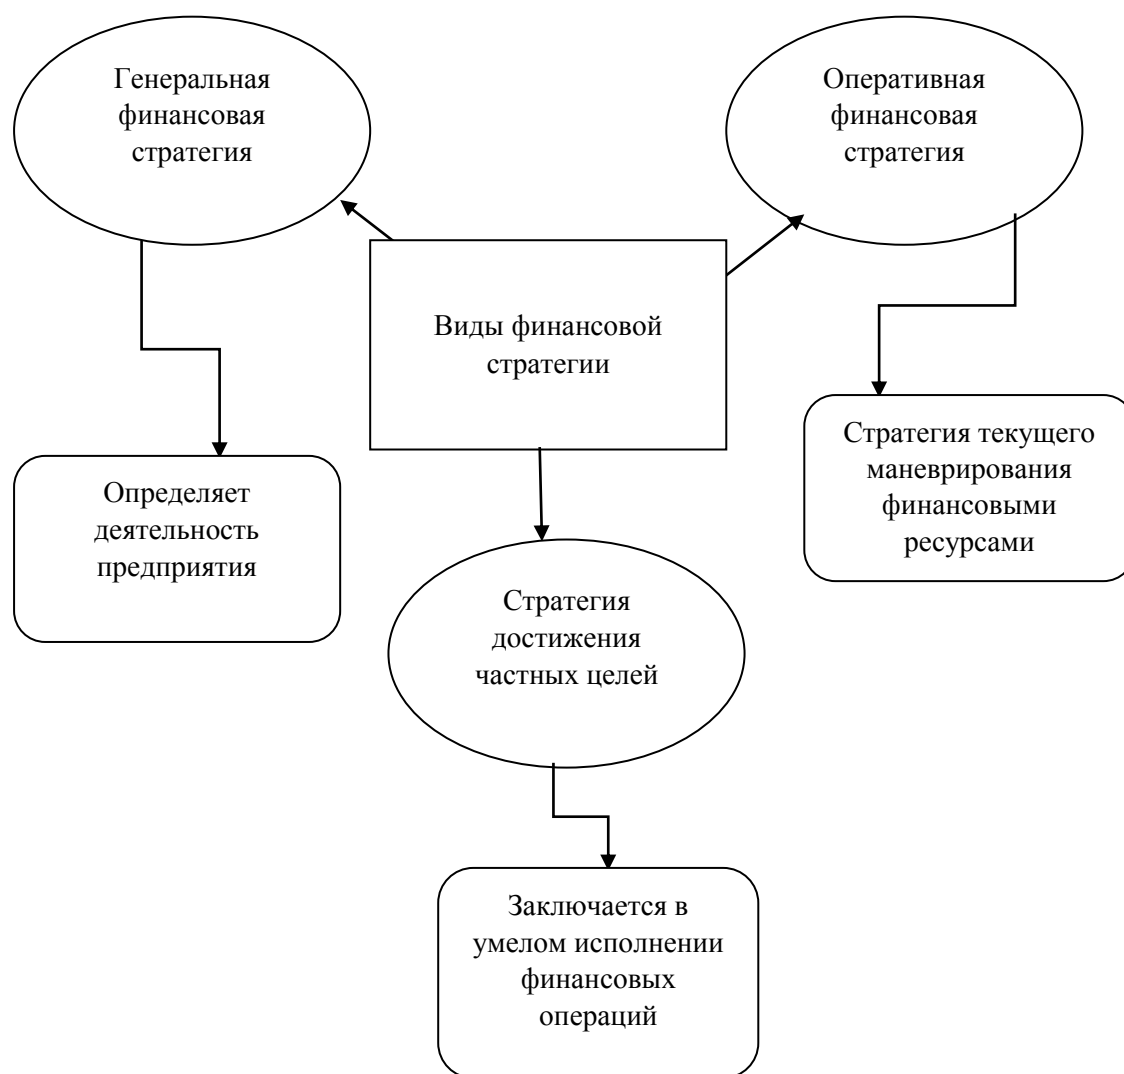 Генеральная
финансовая
стратегия
Оперативная
финансовая
стратегия
Виды финансовой
стратегии
Определяет
деятельность
предприятия
Стратегия текущего
маневрирования
финансовыми
ресурсами
Стратегия
достижения
частных целей
Заключается в
умелом исполнении
финансовых
операций